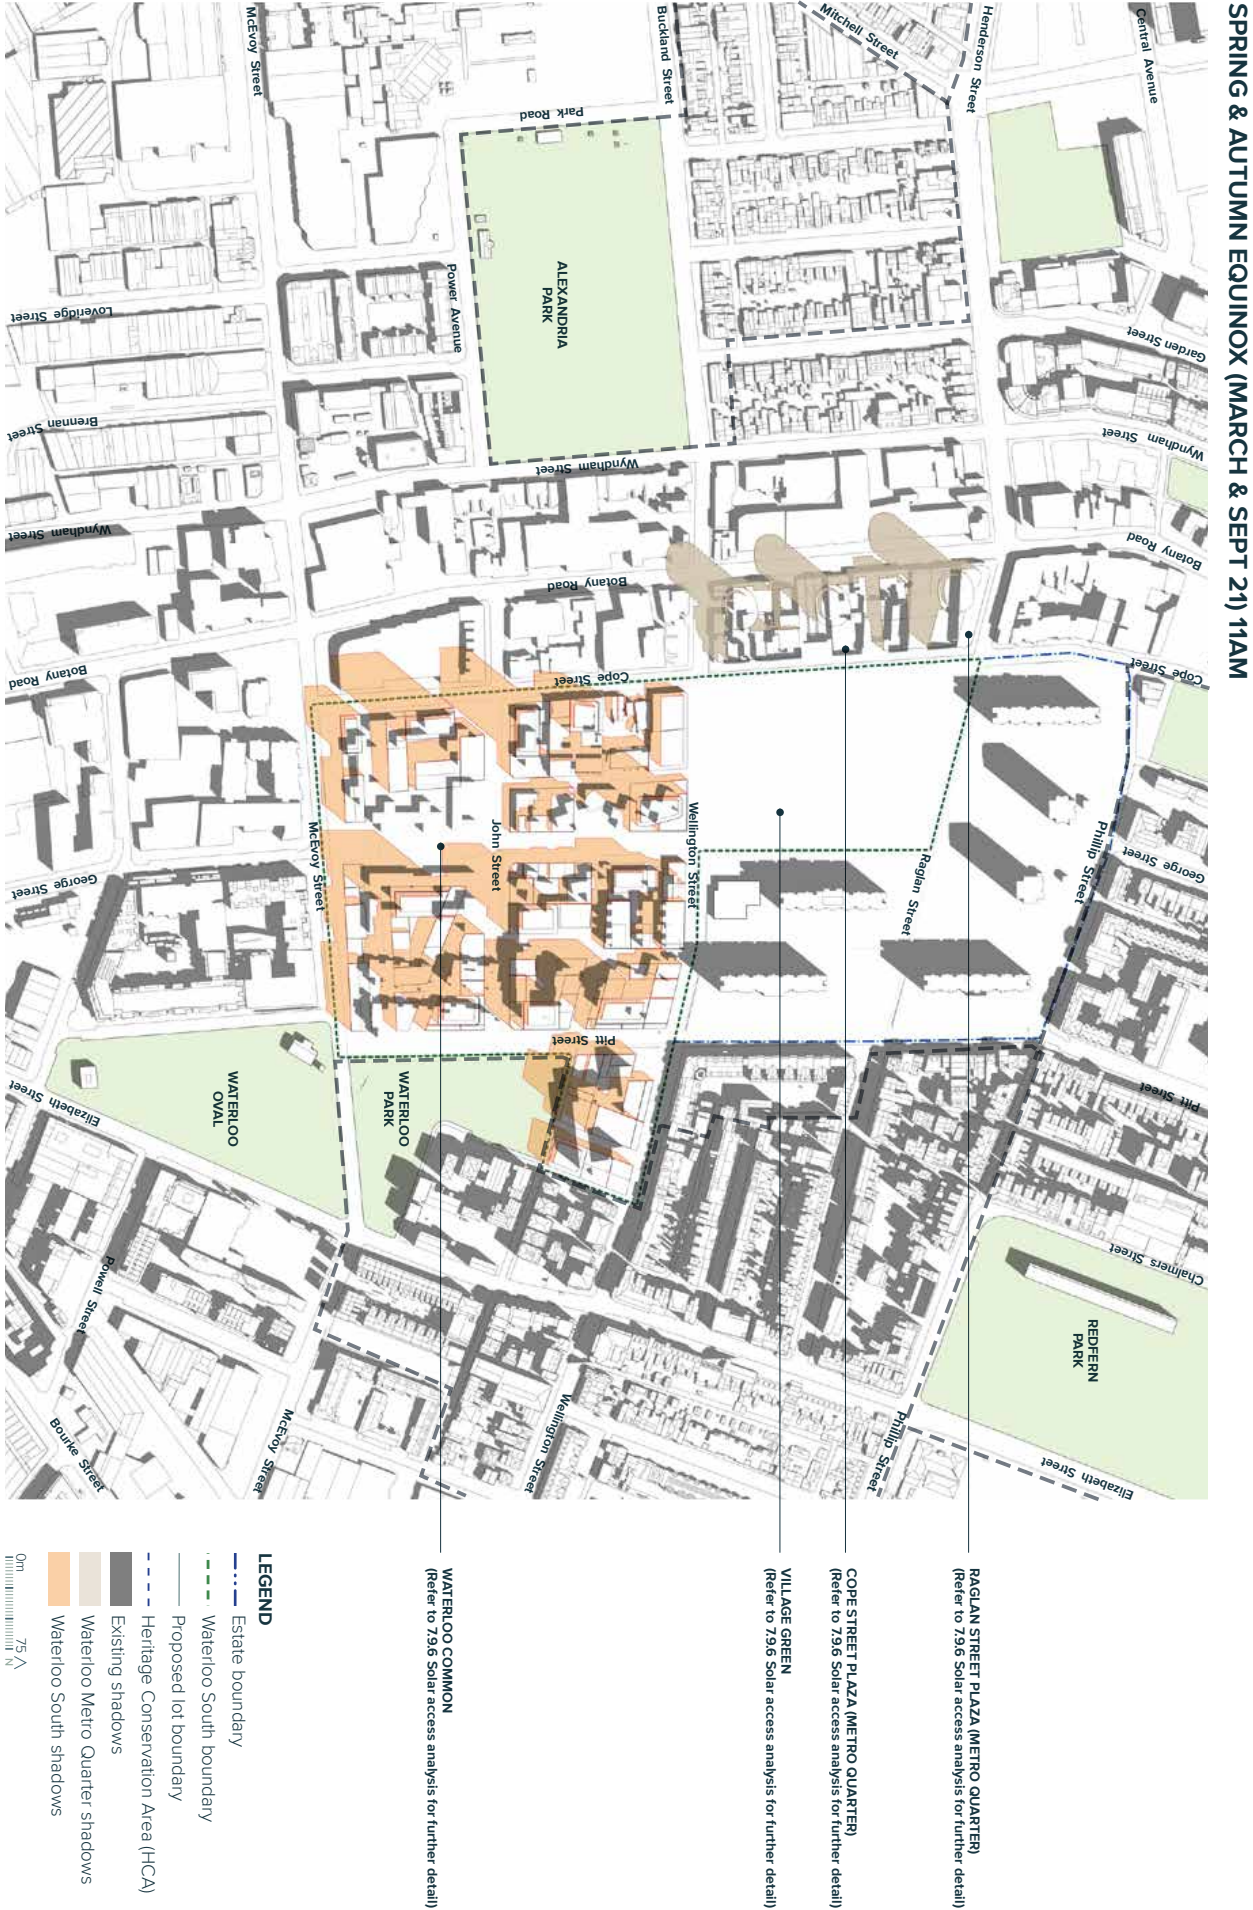 SPRING & AUTUMN EQUINOX (MARCH & SEPT 21) 11AM
Central Avenue
Henderson Street
Mitchell Street
Buckland Street
McEvoy Street
Park Road
Garden Street
Wyndham Street
Botany Road
Cope Street
George Street
Phillip Street
Pitt Street
Chalmers Street
Elizabeth Street
REDFERN
PARK
Phillip Street
Raglan Street
ALEXANDRIA
PARK
Power Avenue
Loveridge Street
Brennan Street
Wyndham Street
Wyndham Street
Botany Road
Botany Road
Cope Street
Wellington Street
John Street
McEvoy Street
George Street
Pitt Street
WATERLOO
PARK
WATERLOO
OVAL
Elizabeth Street
Powell Street
Bourke Street
McEvoy Street
Wellington Street
RAGLAN STREET PLAZA (METRO QUARTER)
(Refer to 7.9.6 Solar access analysis for further detail)
COPE STREET PLAZA (METRO QUARTER)
(Refer to 7.9.6 Solar access analysis for further detail)
VILLAGE GREEN
(Refer to 7.9.6 Solar access analysis for further detail)
WATERLOO COMMON
(Refer to 7.9.6 Solar access analysis for further detail)
LEGEND
Estate boundary
Waterloo South boundary
Proposed lot boundary
Heritage Conservation Area (HCA)
Existing shadows
Waterloo Metro Quarter shadows
Waterloo South shadows
0m 75
N